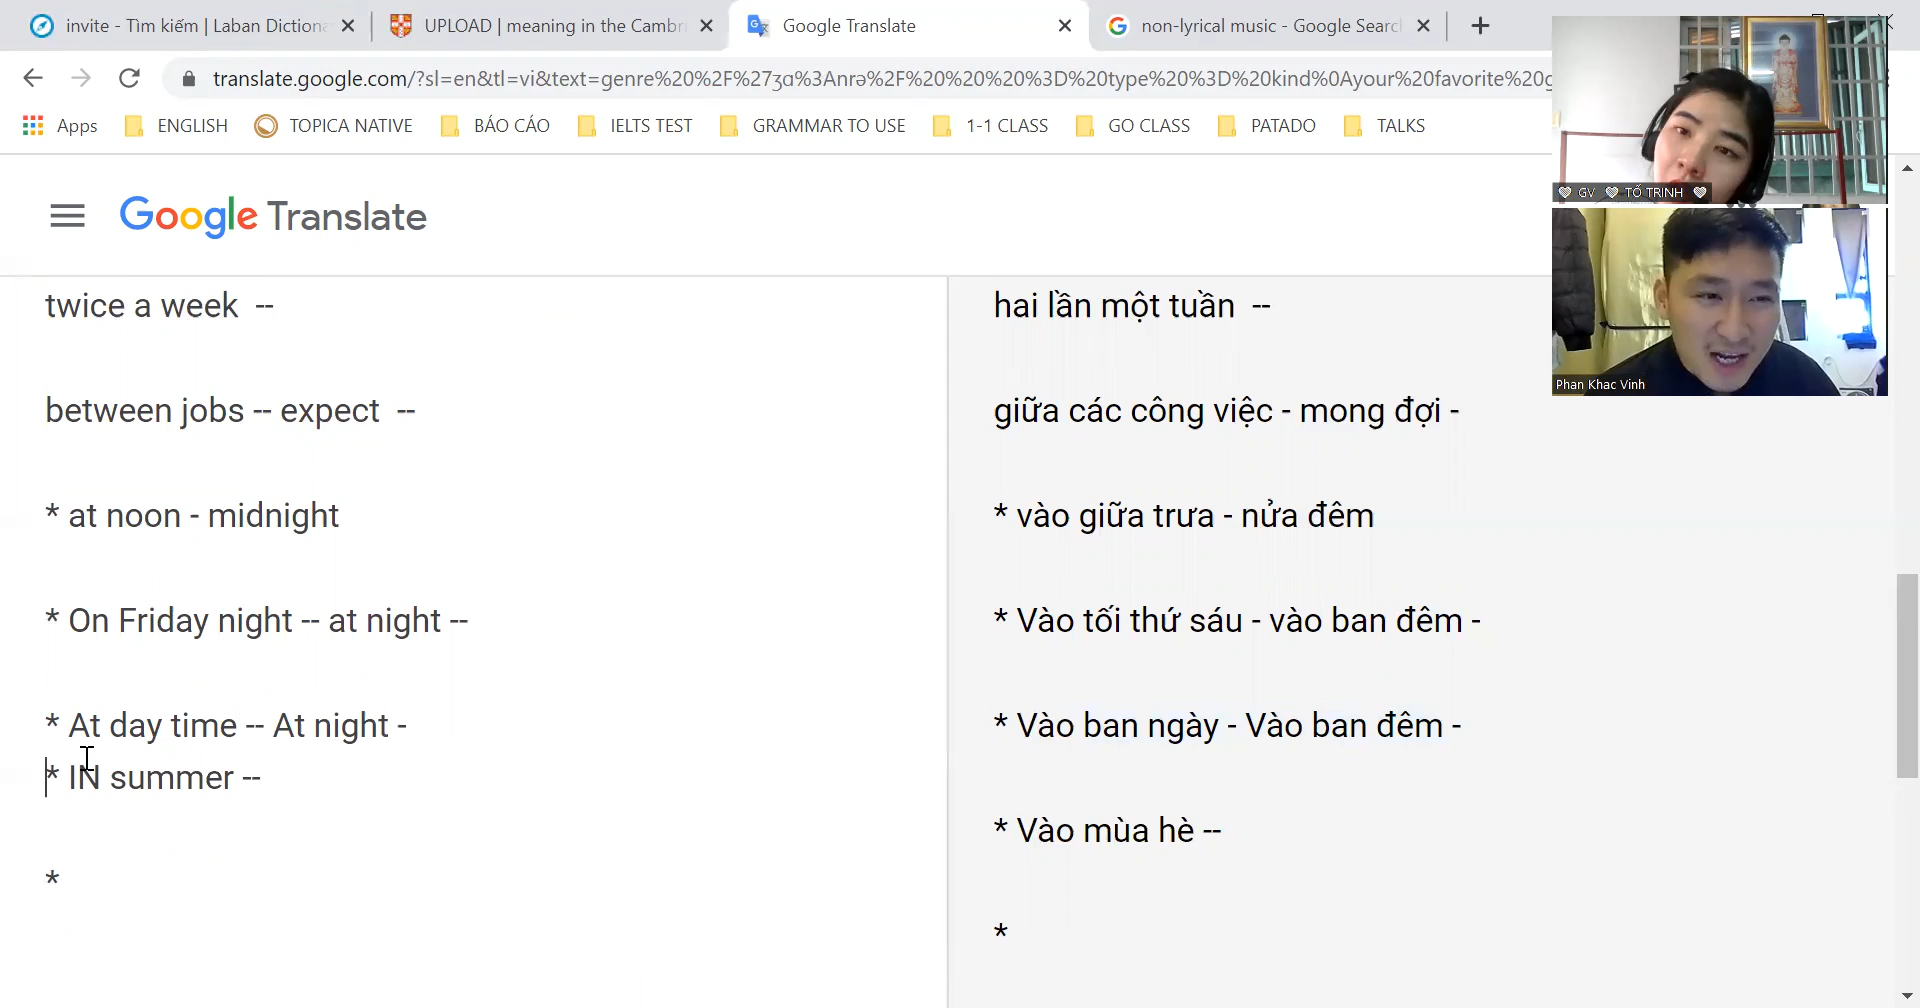 invite - Tìm kiếm | Laban Dictiona
UPLOAD | meaning in the Cambri
Google Translate
non-lyrical music - Google Searc
translate.google.com/?sl=en&tl=vi&text=genre%20%2F%27ʒɑ%3Anrə%2F%20%20%20%3D%20type%20%3D%20kind%0Ayour%20favorite%20g
Apps
ENGLISH
TOPICA NATIVE
BÁO CÁO
IELTS TEST
GRAMMAR TO USE
1-1 CLASS
GO CLASS
PATADO
TALKS
Google Translate
twice a week --
between jobs -- expect --
* at noon - midnight
* On Friday night -- at night --
* At day time -- At night -
* IN summer --
*
hai lần một tuần --
giữa các công việc - mong đợi -
* vào giữa trưa - nửa đêm
* Vào tối thứ sáu - vào ban đêm -
* Vào ban ngày - Vào ban đêm -
* Vào mùa hè --
*
GV TỐ TRINH
Phan Khac Vinh